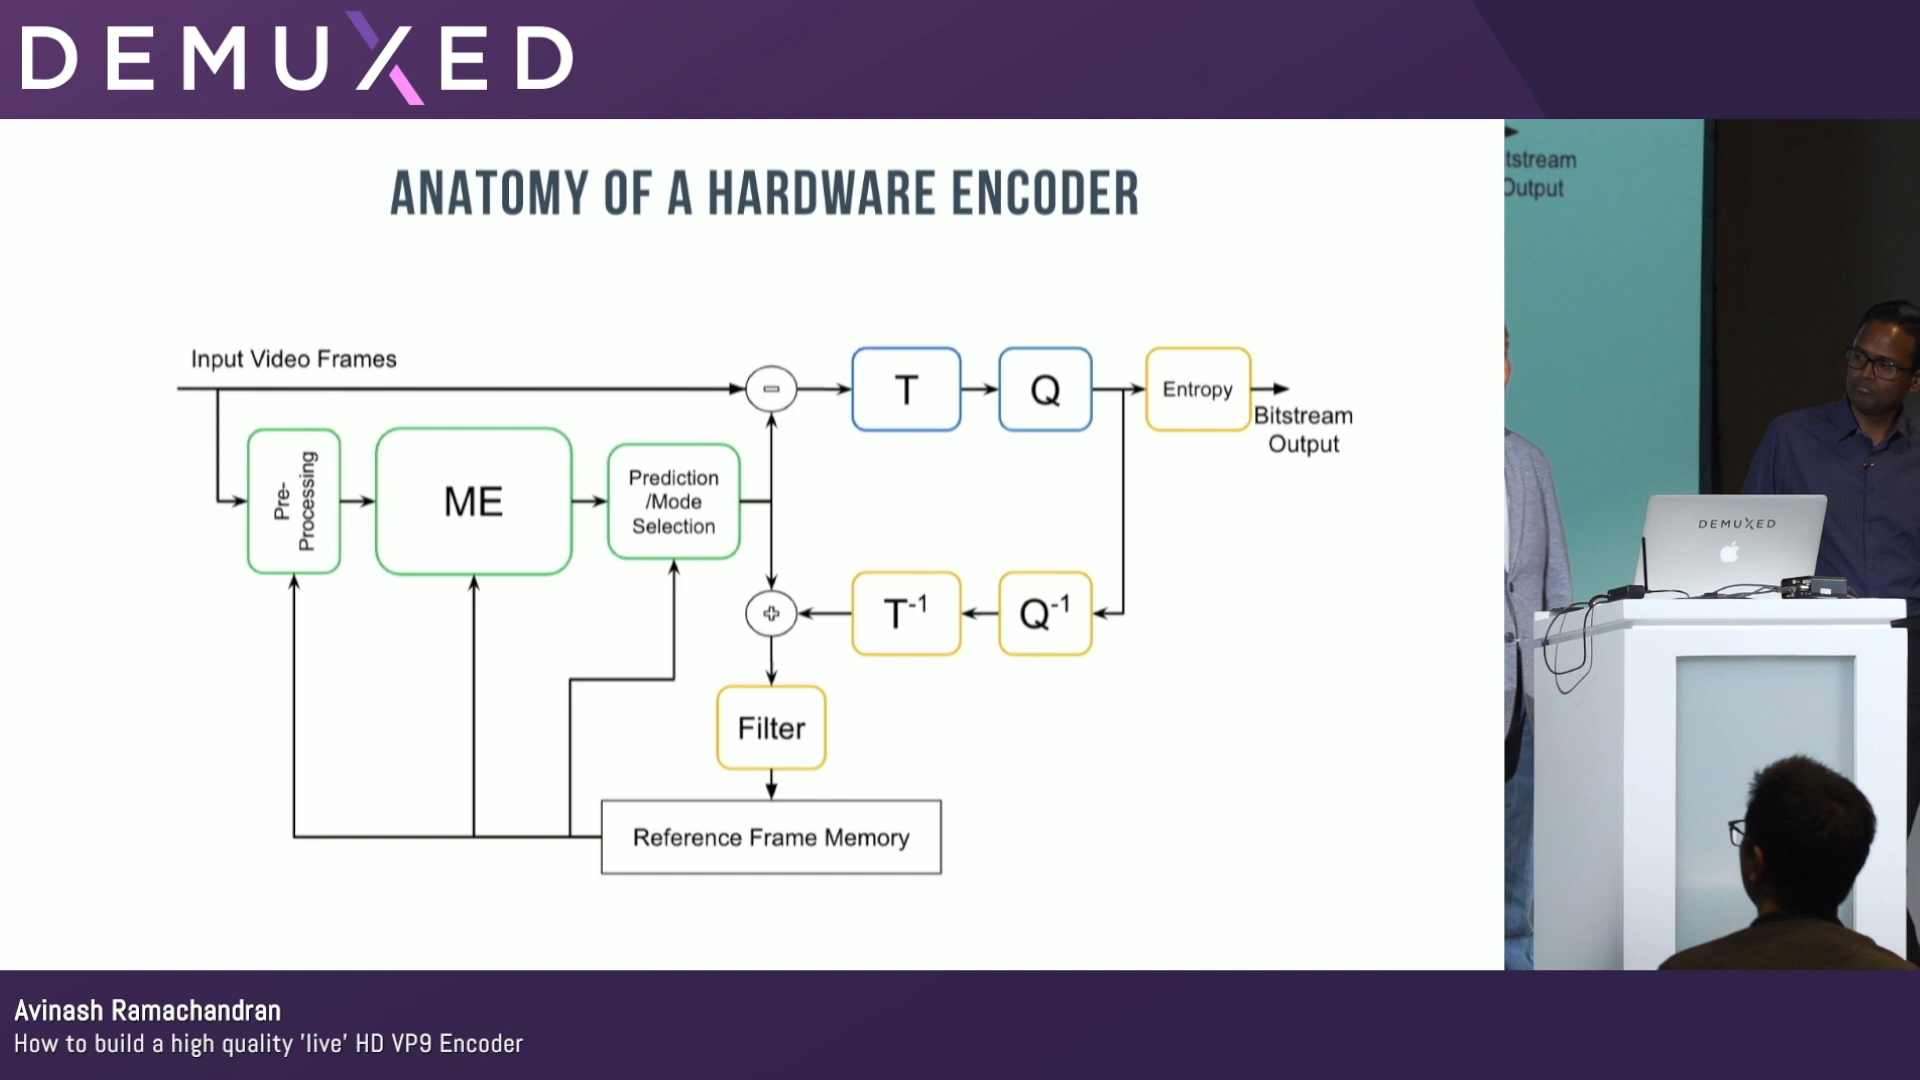 DEMUXED
ANATOMY OF A HARDWARE ENCODER
Input Video Frames
Pre-
Processing
ME
Prediction
/Mode
Selection
-
T
Q
Entropy
Bitstream
Output
+
T-1
Q-1
Filter
Reference Frame Memory
tstream
Output
DEMUXED
Avinash Ramachandran
How to build a high quality 'live' HD VP9 Encoder